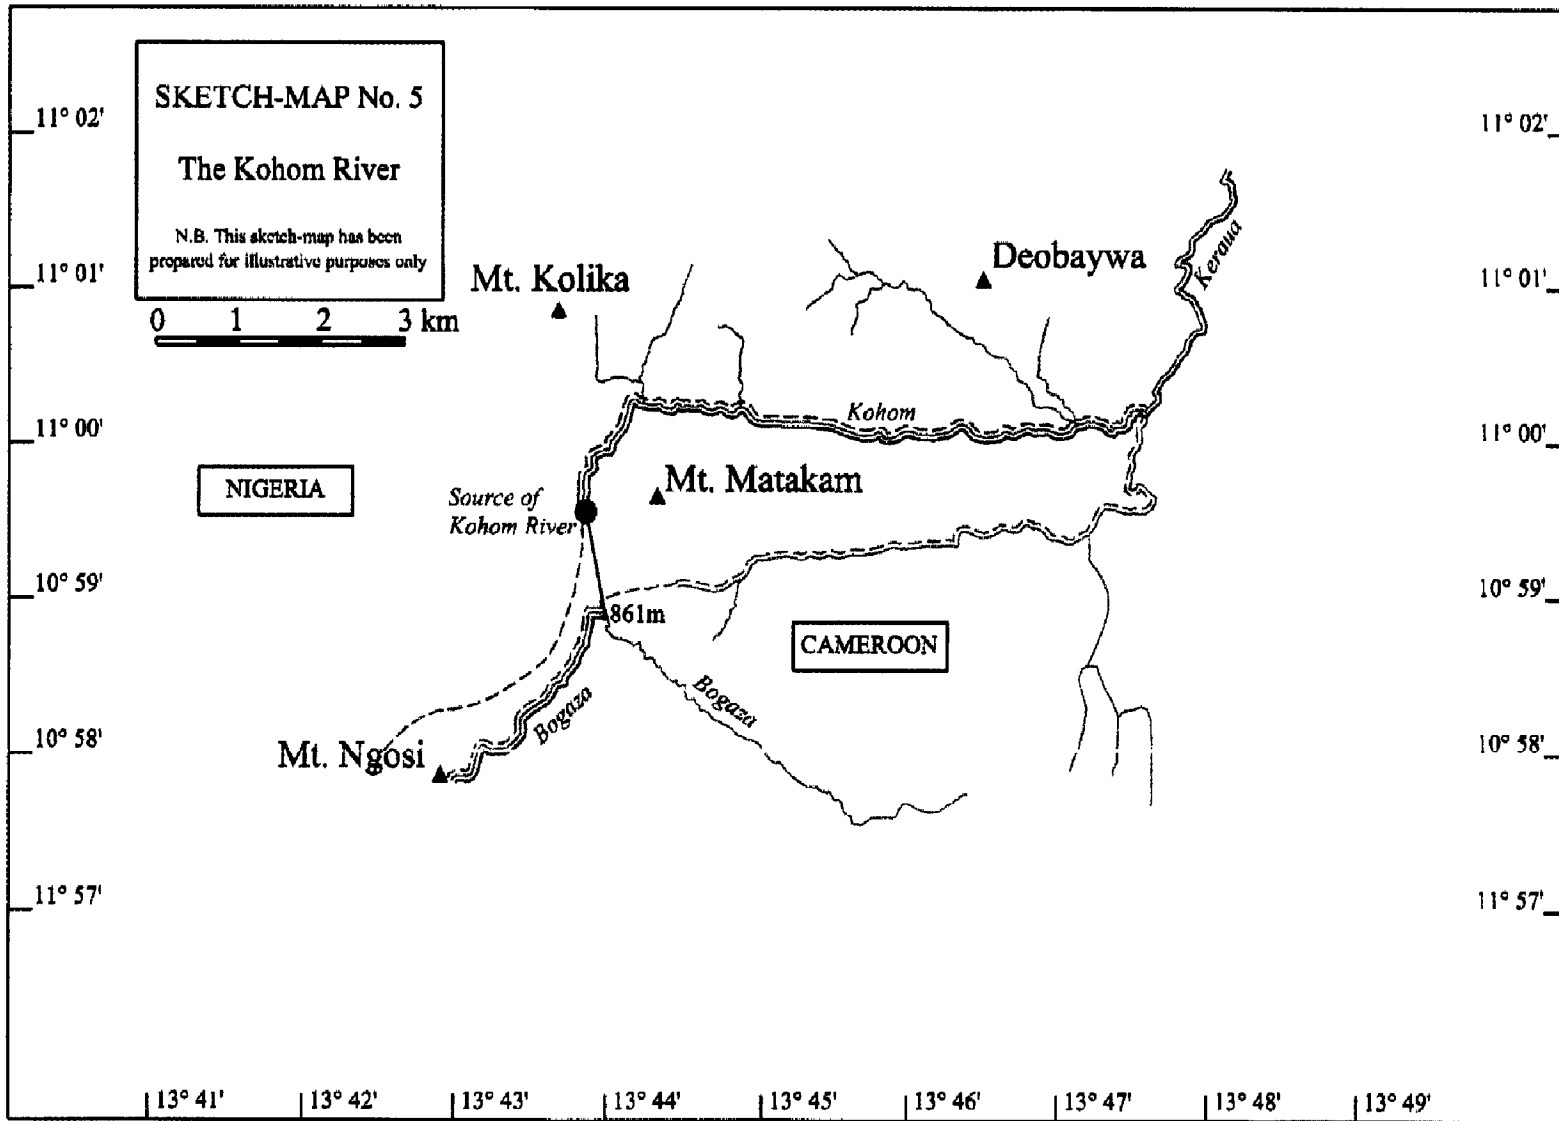 SKETCH-MAP No. 5
The Kohom River
N.B. This sketch-map has been
prepared for illustrative purposes only
0 1 2 3 km
11° 02'
11° 02'
11° 01'
11° 01'
11° 00'
11° 00'
10° 59'
10° 59'
10° 58'
10° 58'
11° 57'
11° 57'
Mt. Kolika
Deobaywa
Keraua
Kohom
NIGERIA
Mt. Matakam
Source of
Kohom River
861m
CAMEROON
Bogaza
Bogaza
Mt. Ngosi
13° 41' 13° 42' 13° 43' 13° 44' 13° 45' 13° 46' 13° 47' 13° 48' 13° 49'